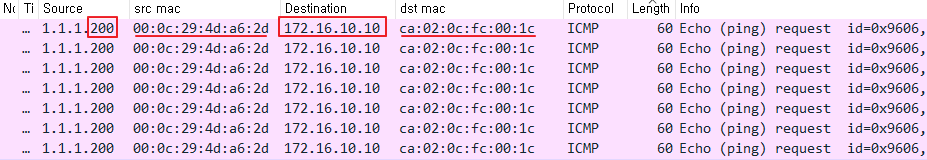 No Ti Source src mac Destination dst mac Protocol Length Info
… 1.1.1.200 00:0c:29:4d:a6:2d 172.16.10.10 ca:02:0c:fc:00:1c ICMP 60 Echo (ping) request id=0x9606,
… 1.1.1.200 00:0c:29:4d:a6:2d 172.16.10.10 ca:02:0c:fc:00:1c ICMP 60 Echo (ping) request id=0x9606,
… 1.1.1.200 00:0c:29:4d:a6:2d 172.16.10.10 ca:02:0c:fc:00:1c ICMP 60 Echo (ping) request id=0x9606,
… 1.1.1.200 00:0c:29:4d:a6:2d 172.16.10.10 ca:02:0c:fc:00:1c ICMP 60 Echo (ping) request id=0x9606,
… 1.1.1.200 00:0c:29:4d:a6:2d 172.16.10.10 ca:02:0c:fc:00:1c ICMP 60 Echo (ping) request id=0x9606,
… 1.1.1.200 00:0c:29:4d:a6:2d 172.16.10.10 ca:02:0c:fc:00:1c ICMP 60 Echo (ping) request id=0x9606,
… 1.1.1.200 00:0c:29:4d:a6:2d 172.16.10.10 ca:02:0c:fc:00:1c ICMP 60 Echo (ping) request id=0x9606,